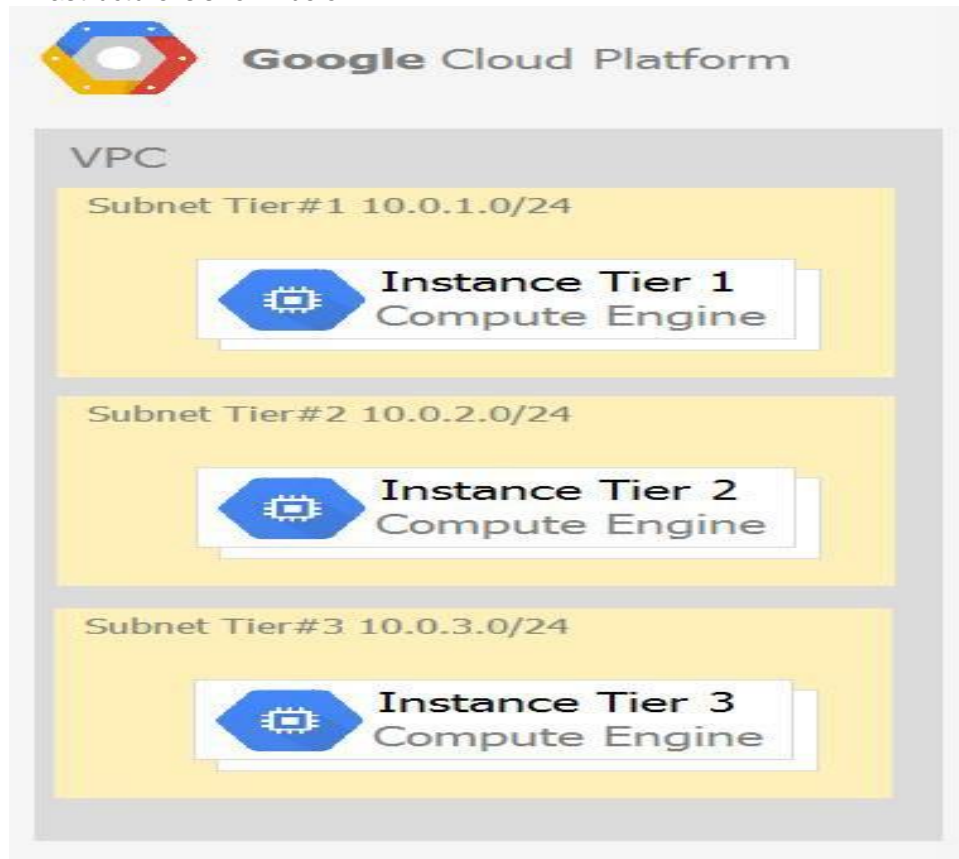 Google Cloud Platform
VPC
Subnet Tier#1 10.0.1.0/24
Instance Tier 1
Compute Engine
Subnet Tier#2 10.0.2.0/24
Instance Tier 2
Compute Engine
Subnet Tier#3 10.0.3.0/24
Instance Tier 3
Compute Engine